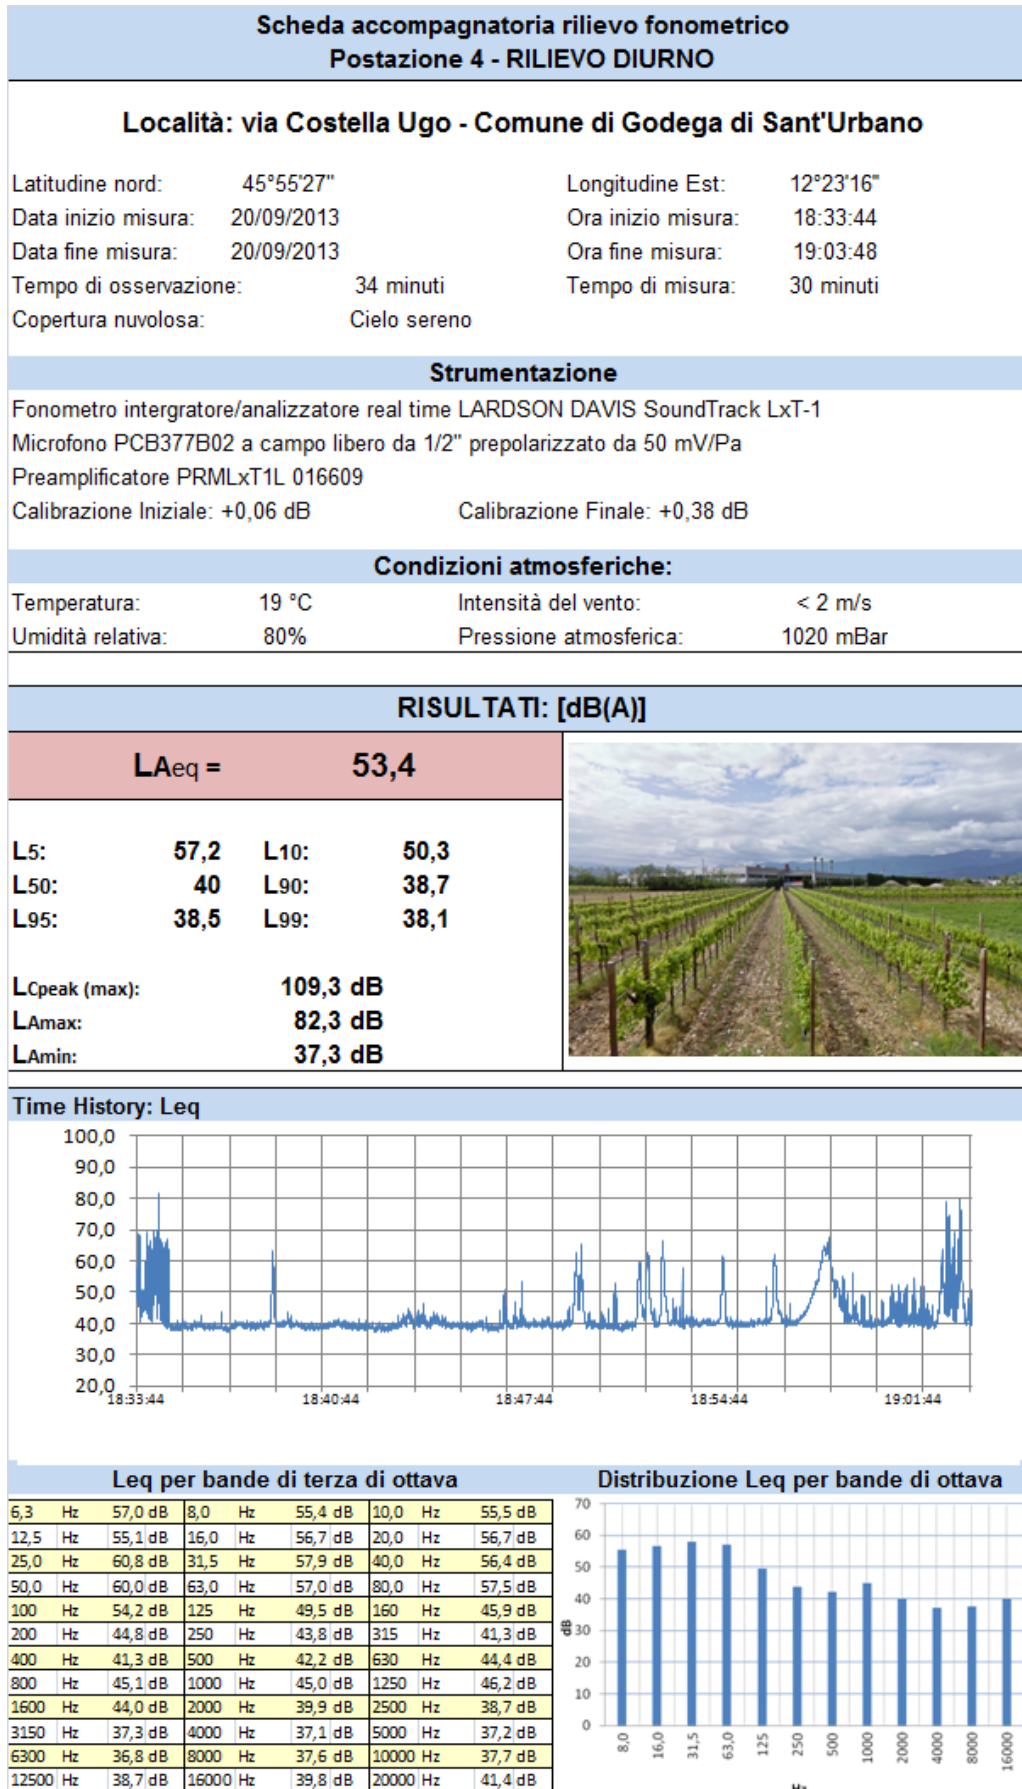 Scheda accompagnatoria rilievo fonometrico
Postazione 4 - RILIEVO DIURNO
Località: via Costella Ugo - Comune di Godega di Sant'Urbano
Latitudine nord: 45°55'27" Longitudine Est: 12°23'16"
Data inizio misura: 20/09/2013 Ora inizio misura: 18:33:44
Data fine misura: 20/09/2013 Ora fine misura: 19:03:48
Tempo di osservazione: 34 minuti Tempo di misura: 30 minuti
Copertura nuvolosa: Cielo sereno
Strumentazione
Fonometro intergratore/analizzatore real time LARDSON DAVIS SoundTrack LxT-1
Microfono PCB377B02 a campo libero da 1/2" prepolarizzato da 50 mV/Pa
Preamplificatore PRMLxT1L 016609
Calibrazione Iniziale: +0,06 dB Calibrazione Finale: +0,38 dB
Condizioni atmosferiche:
Temperatura: 19 °C Intensità del vento: < 2 m/s
Umidità relativa: 80% Pressione atmosferica: 1020 mBar
RISULTATI: [dB(A)]
LAeq = 53,4
L5: 57,2 L10: 50,3
L50: 40 L90: 38,7
L95: 38,5 L99: 38,1
LCpeak (max): 109,3 dB
LAmax: 82,3 dB
LAmin: 37,3 dB
Time History: Leq
100,0
90,0
80,0
70,0
60,0
50,0
40,0
30,0
20,0
18:33:44 18:40:44 18:47:44 18:54:44 19:01:44
Leq per bande di terza di ottava
6,3 Hz 57,0 dB 8,0 Hz 55,4 dB 10,0 Hz 55,5 dB
12,5 Hz 55,1 dB 16,0 Hz 56,7 dB 20,0 Hz 56,7 dB
25,0 Hz 60,8 dB 31,5 Hz 57,9 dB 40,0 Hz 56,4 dB
50,0 Hz 60,0 dB 63,0 Hz 57,0 dB 80,0 Hz 57,5 dB
100 Hz 54,2 dB 125 Hz 49,5 dB 160 Hz 45,9 dB
200 Hz 44,8 dB 250 Hz 43,8 dB 315 Hz 41,3 dB
400 Hz 41,3 dB 500 Hz 42,2 dB 630 Hz 44,4 dB
800 Hz 45,1 dB 1000 Hz 45,0 dB 1250 Hz 46,2 dB
1600 Hz 44,0 dB 2000 Hz 39,9 dB 2500 Hz 38,7 dB
3150 Hz 37,3 dB 4000 Hz 37,1 dB 5000 Hz 37,2 dB
6300 Hz 36,8 dB 8000 Hz 37,6 dB 10000 Hz 37,7 dB
12500 Hz 38,7 dB 16000 Hz 39,8 dB 20000 Hz 41,4 dB
Distribuzione Leq per bande di ottava
70
60
50
40
30
20
10
0
dB
8,0 16,0 31,5 63,0 125 250 500 1000 2000 4000 8000 16000
Hz